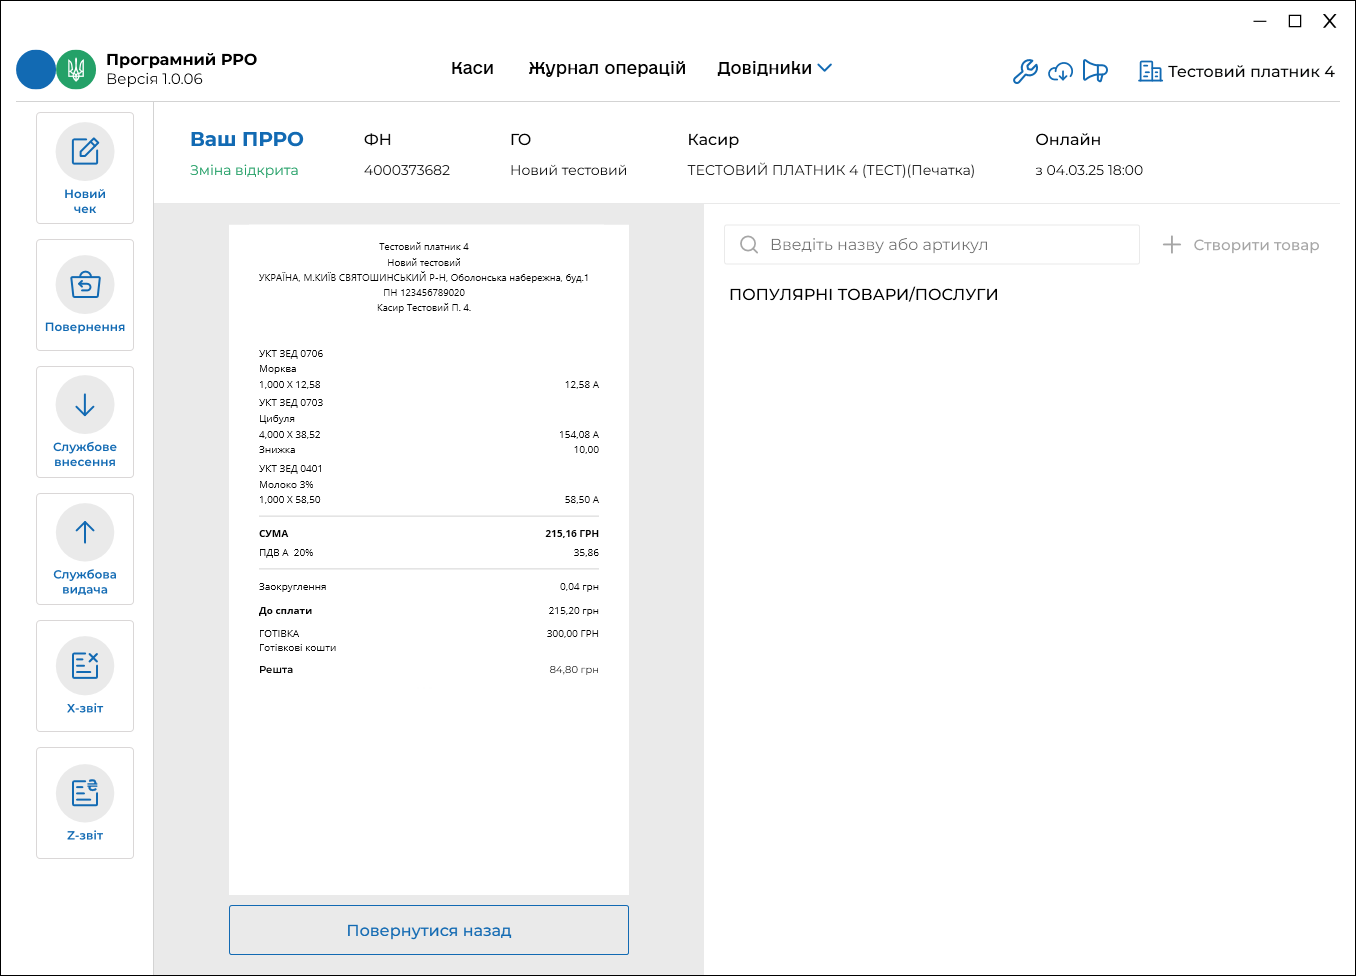 Програмний РРО
Версія 1.0.06
Каси
Журнал операцій
Довідники
Тестовий платник 4
Новий
чек
Повернення
Службове
внесення
Службова
видача
X-звіт
Z-звіт
Ваш ПРРО
Зміна відкрита
ФН
4000373682
ГО
Новий тестовий
Касир
ТЕСТОВИЙ ПЛАТНИК 4 (ТЕСТ)(Печатка)
Онлайн
з 04.03.25 18:00
Тестовий платник 4
Новий тестовий
УКРАЇНА, М.КИЇВ СВЯТОШИНСЬКИЙ Р-Н, Оболонська набережна, буд.1
ПН 123456789020
Касир Тестовий П. 4.
УКТ ЗЕД 0706
Морква
1,000 X 12,58 12,58 А
УКТ ЗЕД 0703
Цибуля
4,000 X 38,52 154,08 А
Знижка 10,00
УКТ ЗЕД 0401
Молоко 3%
1,000 X 58,50 58,50 А
СУМА 215,16 ГРН
ПДВ А 20% 35,86
Заокруглення 0,04 грн
До сплати 215,20 грн
ГОТІВКА 300,00 ГРН
Готівкові кошти
Решта 84,80 грн
Повернутися назад
Введіть назву або артикул
Створити товар
ПОПУЛЯРНІ ТОВАРИ/ПОСЛУГИ